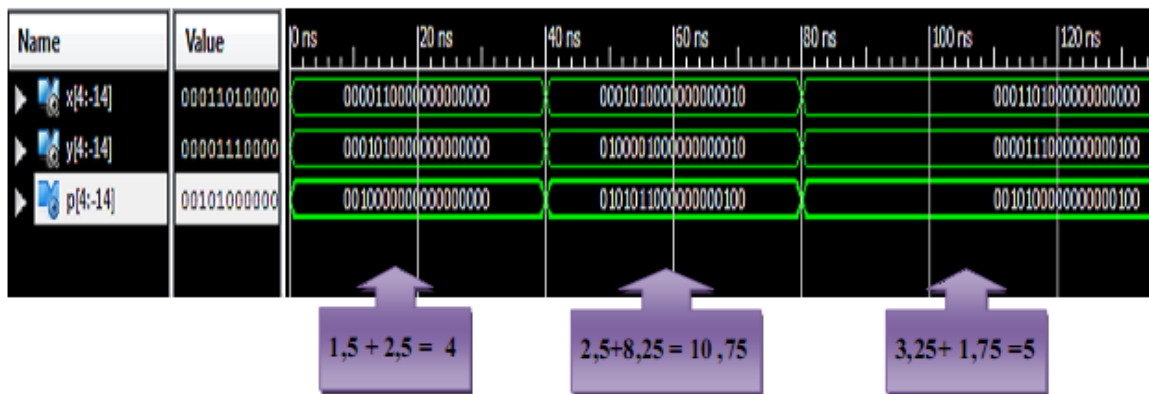 Name Value 0 ns 20 ns 40 ns 60 ns 80 ns 100 ns 120 ns
x[4:-14] 00011010000 0000110000000000000 0001010000000000010 0001101000000000000
y[4:-14] 00001110000 0001010000000000000 0100001000000000010 0000111000000000100
p[4:-14] 00101000000 0010000000000000000 0101011000000000100 0010100000000000100
1,5 + 2,5 = 4 2,5+8,25 = 10 ,75 3,25+ 1,75 =5